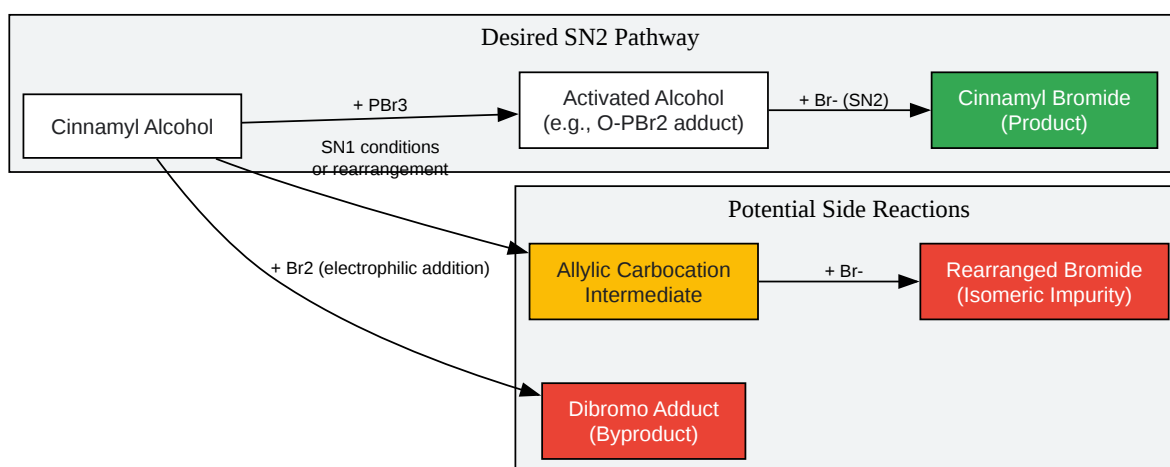 Desired SN2 Pathway
Cinnamyl Alcohol
+ PBr3
Activated Alcohol
(e.g., O-PBr2 adduct)
+ Br- (SN2)
Cinnamyl Bromide
(Product)
SN1 conditions
or rearrangement
Potential Side Reactions
+ Br2 (electrophilic addition)
Allylic Carbocation
Intermediate
+ Br-
Rearranged Bromide
(Isomeric Impurity)
Dibromo Adduct
(Byproduct)